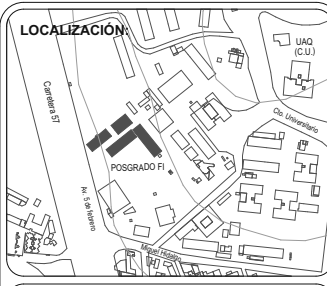 LOCALIZACIÓN:
UAQ
(C.U.)
Carretera 57
Cto. Universitario
POSGRADO FI
Av. 5 de febrero
Miguel Hidalgo